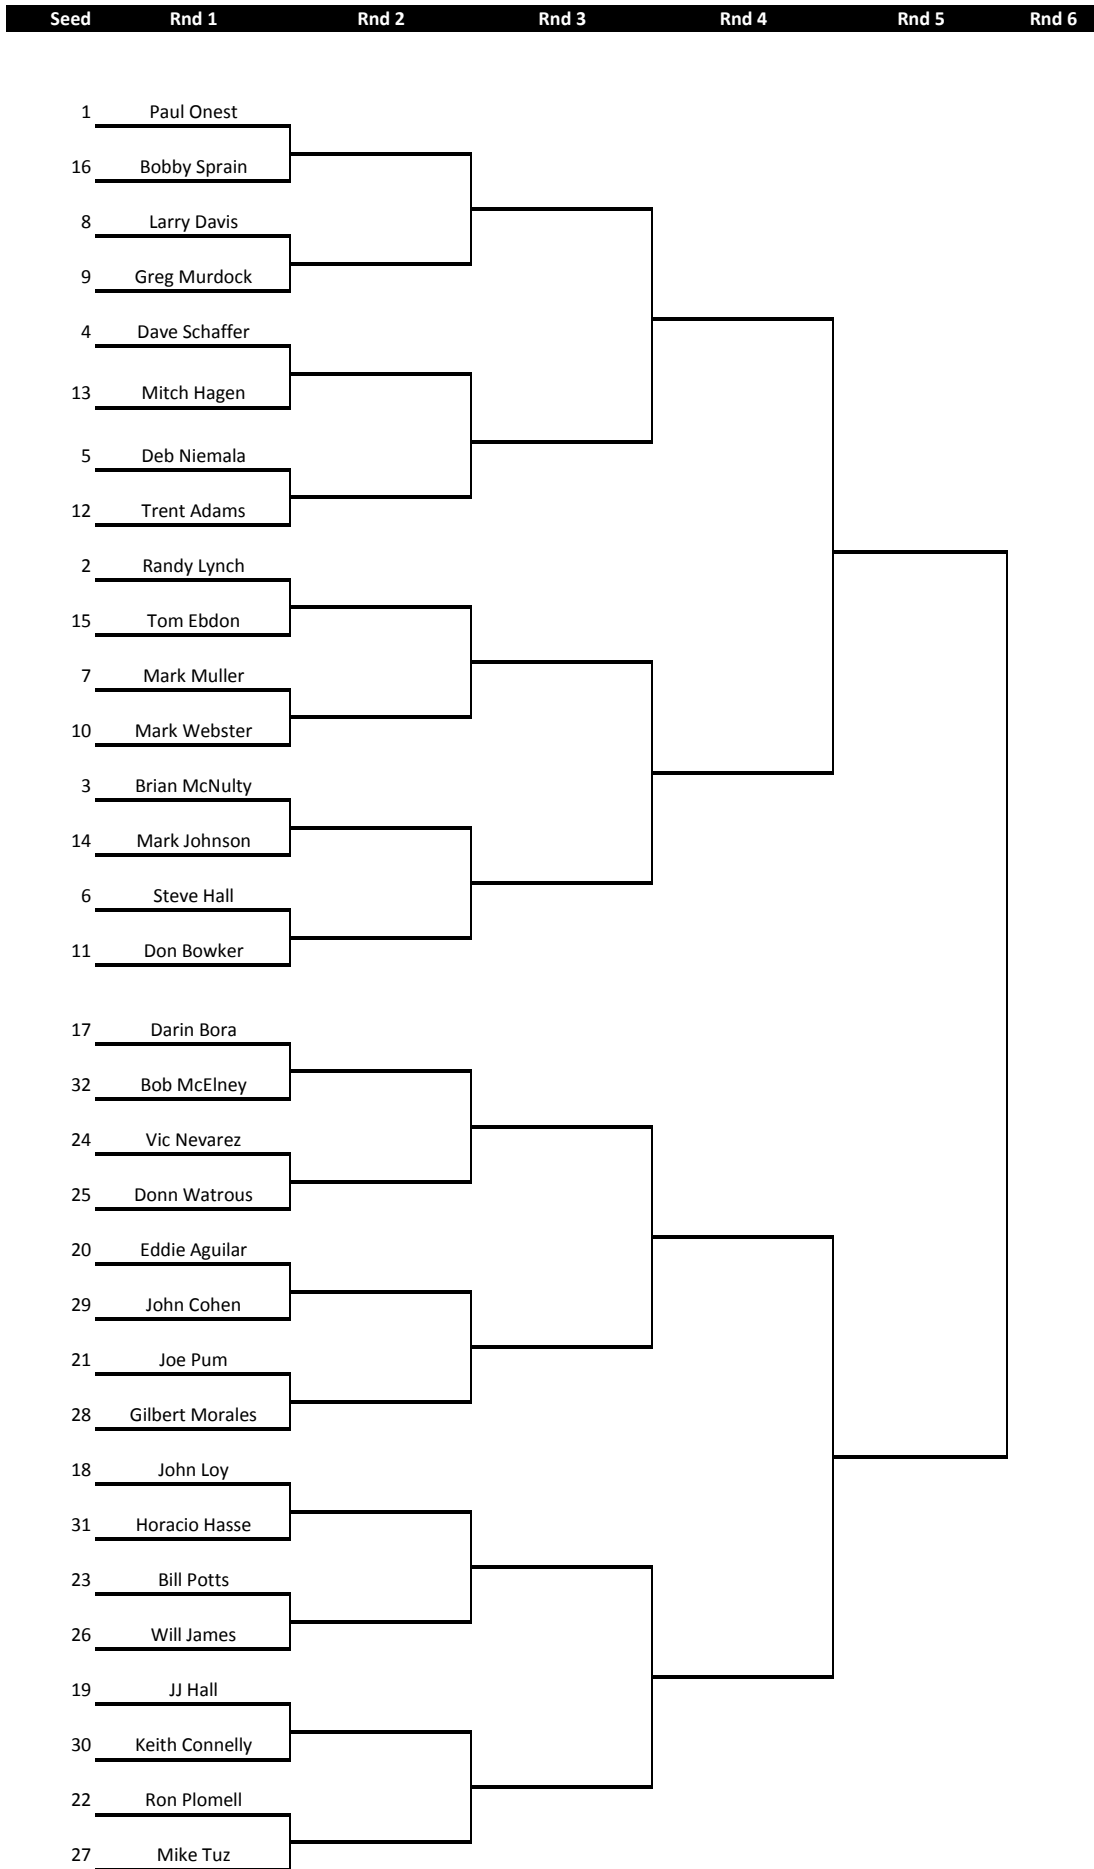 Seed Rnd 1 Rnd 2 Rnd 3 Rnd 4 Rnd 5 Rnd 6
1 Paul Onest
16 Bobby Sprain
8 Larry Davis
9 Greg Murdock
4 Dave Schaffer
13 Mitch Hagen
5 Deb Niemala
12 Trent Adams
2 Randy Lynch
15 Tom Ebdon
7 Mark Muller
10 Mark Webster
3 Brian McNulty
14 Mark Johnson
6 Steve Hall
11 Don Bowker
17 Darin Bora
32 Bob McElney
24 Vic Nevarez
25 Donn Watrous
20 Eddie Aguilar
29 John Cohen
21 Joe Pum
28 Gilbert Morales
18 John Loy
31 Horacio Hasse
23 Bill Potts
26 Will James
19 JJ Hall
30 Keith Connelly
22 Ron Plomell
27 Mike Tuz